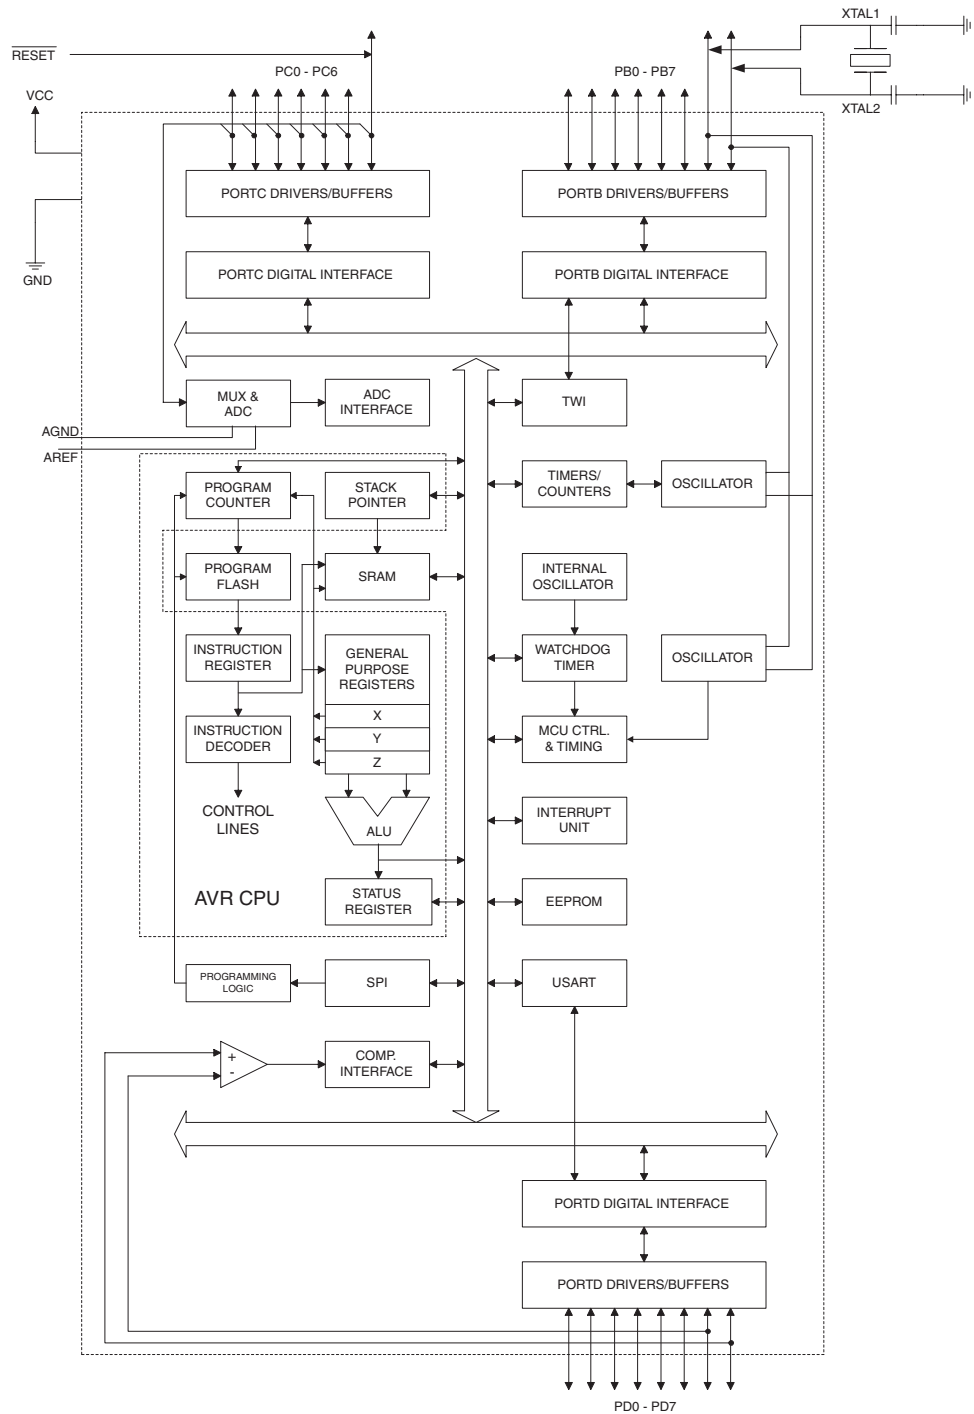 XTAL1
RESET
PC0 - PC6
PB0 - PB7
VCC
XTAL2
PORTC DRIVERS/BUFFERS
PORTB DRIVERS/BUFFERS
GND
PORTC DIGITAL INTERFACE
PORTB DIGITAL INTERFACE
MUX &
ADC
ADC
INTERFACE
TWI
AGND
AREF
PROGRAM
COUNTER
STACK
POINTER
TIMERS/
COUNTERS
OSCILLATOR
PROGRAM
FLASH
SRAM
INTERNAL
OSCILLATOR
INSTRUCTION
REGISTER
GENERAL
PURPOSE
REGISTERS
WATCHDOG
TIMER
OSCILLATOR
X
INSTRUCTION
DECODER
Y
Z
MCU CTRL.
& TIMING
CONTROL
LINES
ALU
INTERRUPT
UNIT
AVR CPU
STATUS
REGISTER
EEPROM
PROGRAMMING
LOGIC
SPI
USART
+
-
COMP.
INTERFACE
PORTD DIGITAL INTERFACE
PORTD DRIVERS/BUFFERS
PD0 - PD7